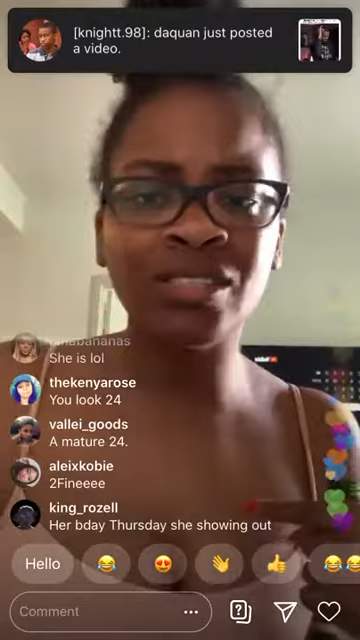 [knightt.98]: daquan just posted
a video.
She is lol
thekenyarose
You look 24
vallei_goods
A mature 24.
aleixkobie
2Fineeee
king_rozell
Her bday Thursday she showing out
Hello
Comment